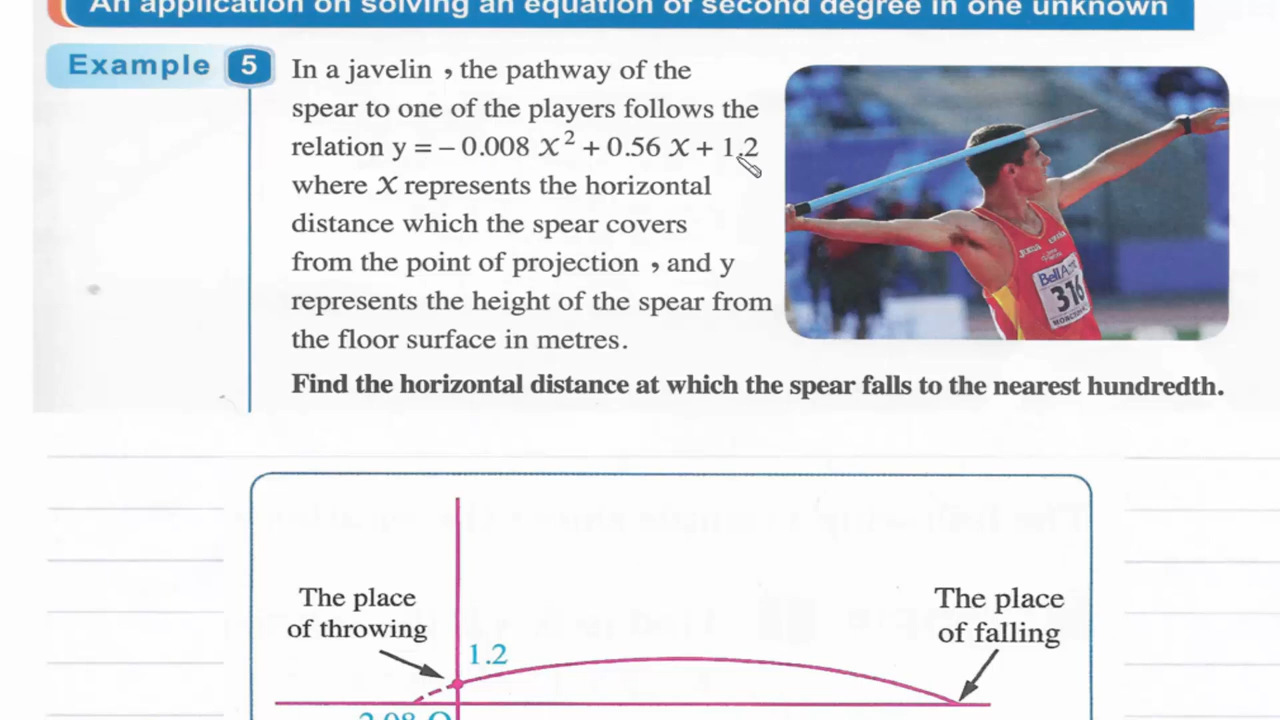 An application on solving an equation of second degree in one unknown
Example 5
In a javelin , the pathway of the
spear to one of the players follows the
relation y = – 0.008 X² + 0.56 X + 1.2
where X represents the horizontal
distance which the spear covers
from the point of projection , and y
represents the height of the spear from
the floor surface in metres.
Find the horizontal distance at which the spear falls to the nearest hundredth.
316
The place
of throwing
1.2
The place
of falling